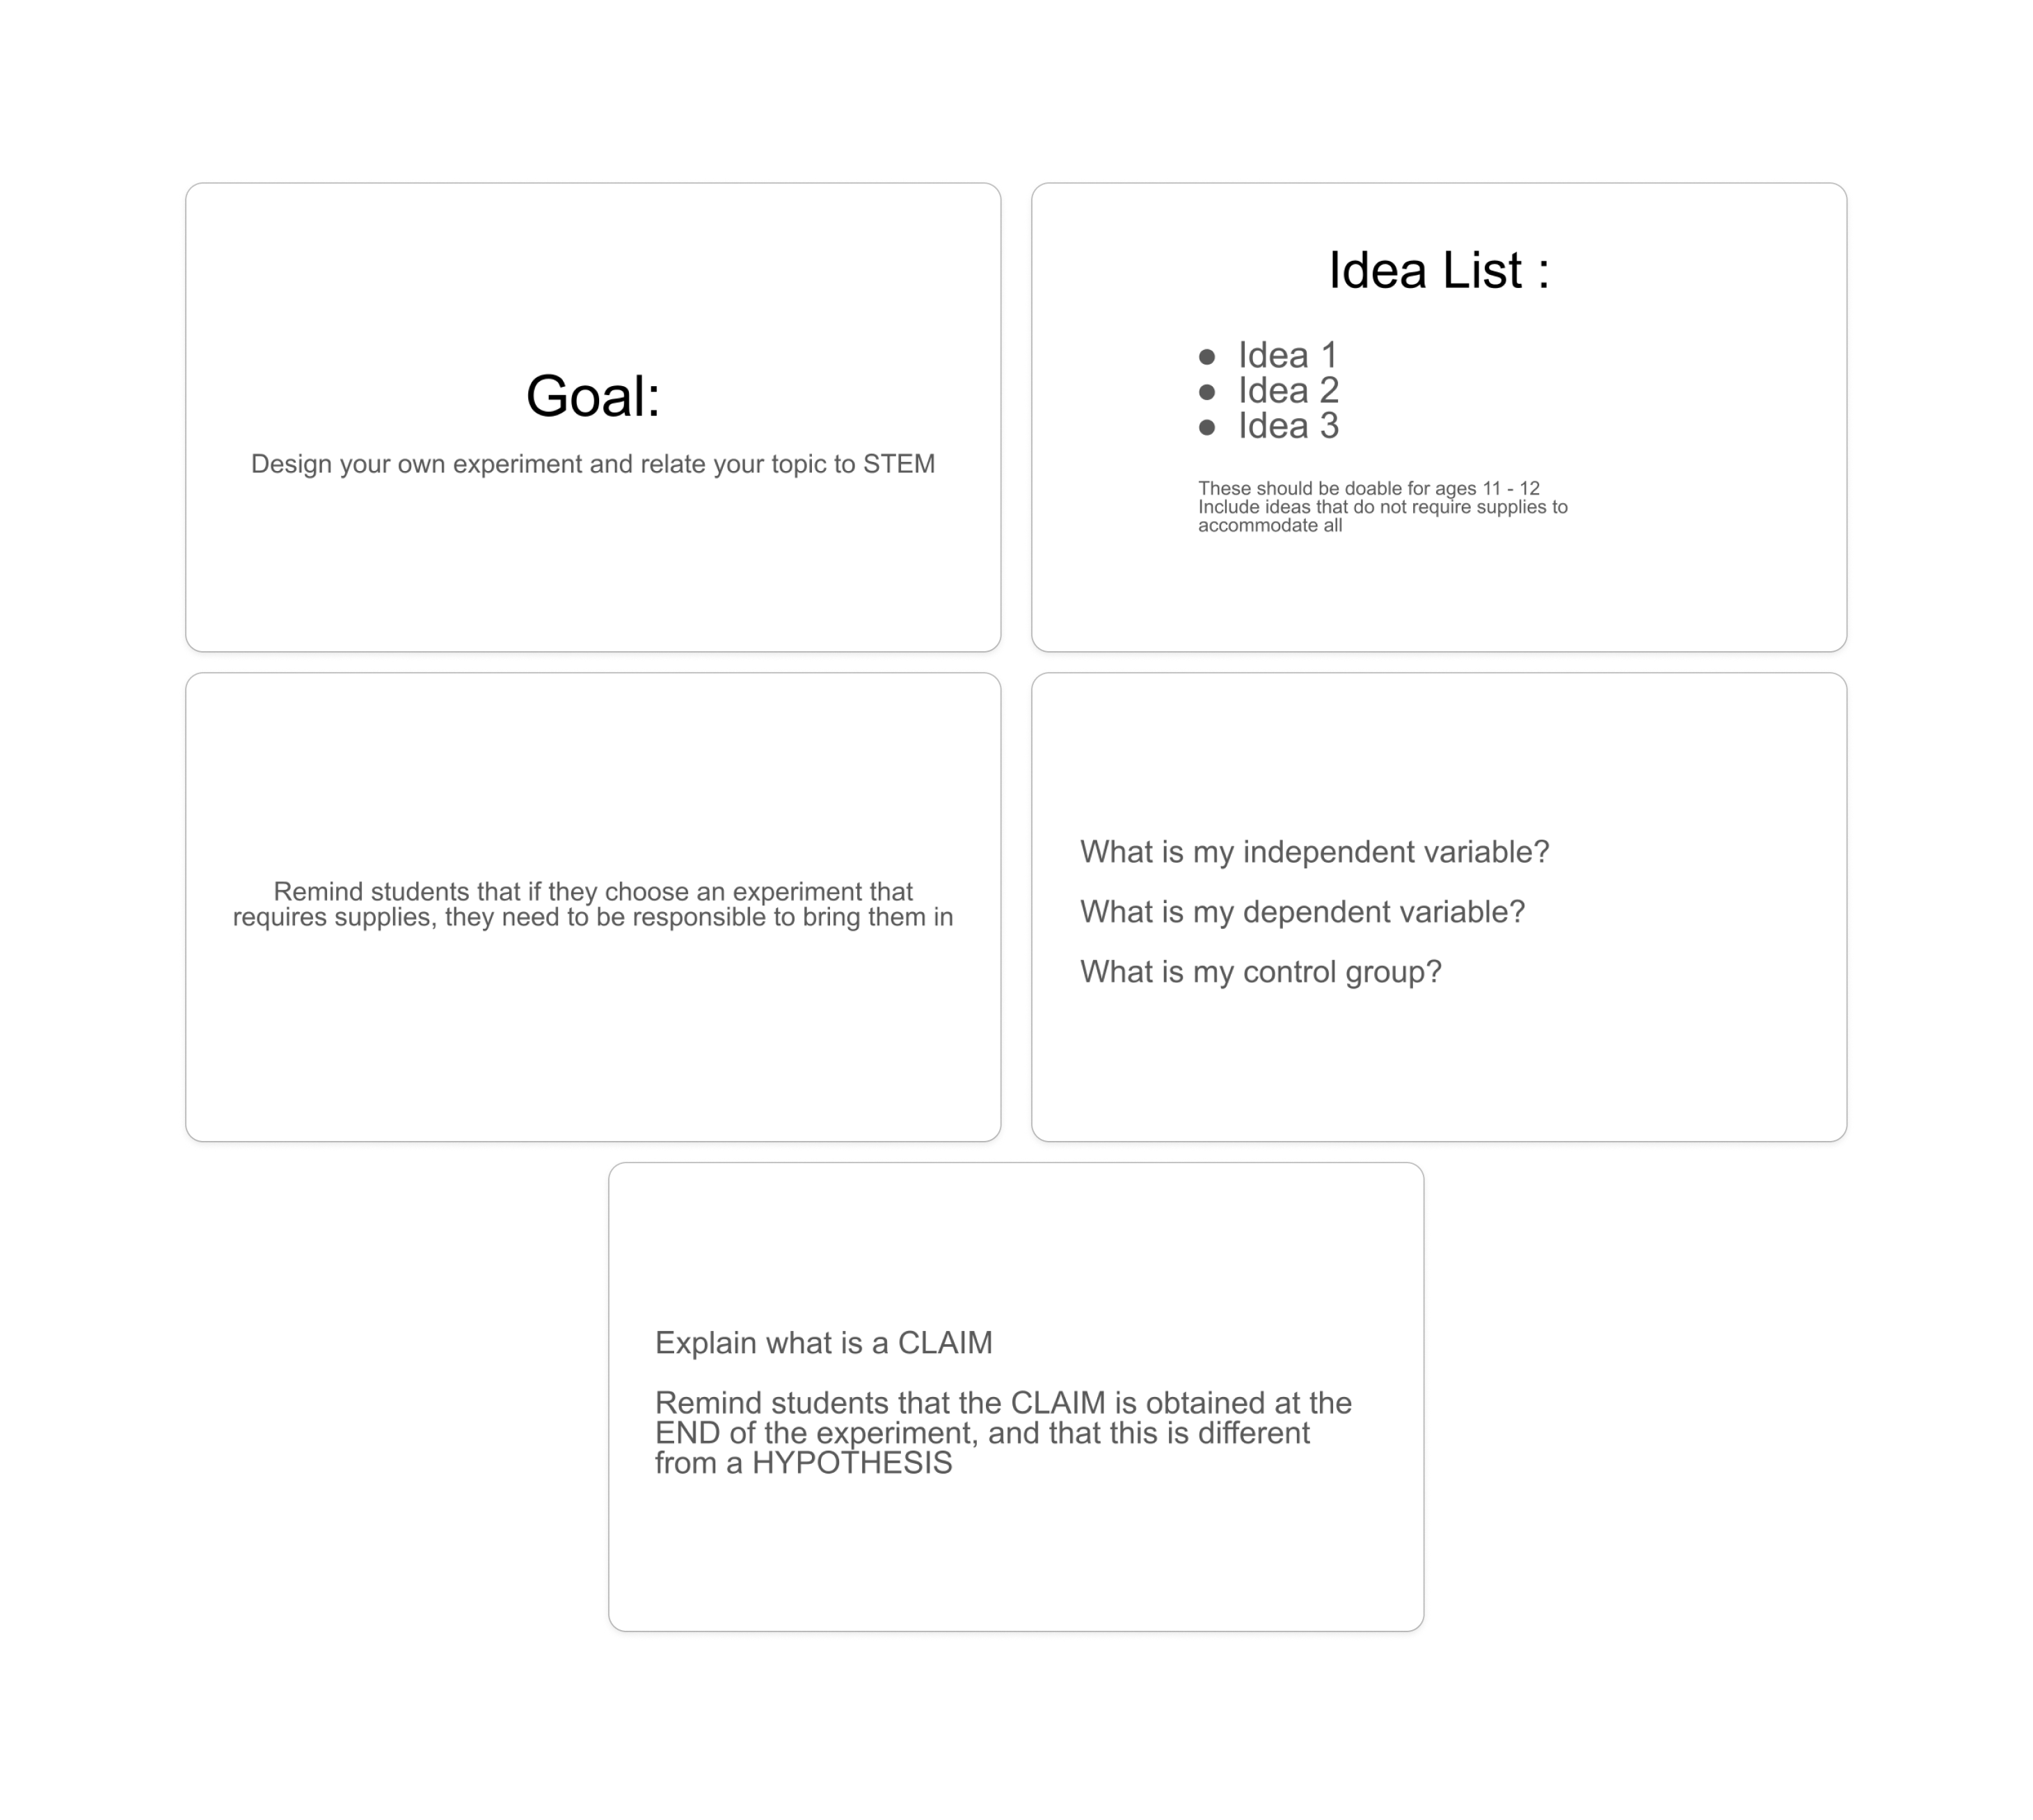 Goal:
Design your own experiment and relate your topic to STEM
Idea List :
● Idea 1
● Idea 2
● Idea 3
These should be doable for ages 11 - 12
Include ideas that do not require supplies to
accommodate all
Remind students that if they choose an experiment that
requires supplies, they need to be responsible to bring them in
What is my independent variable?
What is my dependent variable?
What is my control group?
Explain what is a CLAIM
Remind students that the CLAIM is obtained at the
END of the experiment, and that this is different
from a HYPOTHESIS